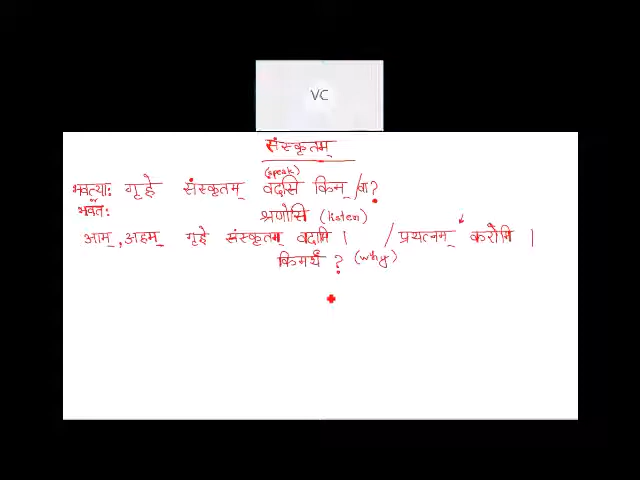 VC
संस्कृतम्
(speak)
भवत्याः गृहे संस्कृतम् वदसि किम्/वा?
भवतः
श्रणोसि (listen)
आम्, अहम् गृहे संस्कृतम् वदामि । / प्रयत्नम् करोमि ।
किमर्थं ? (why)